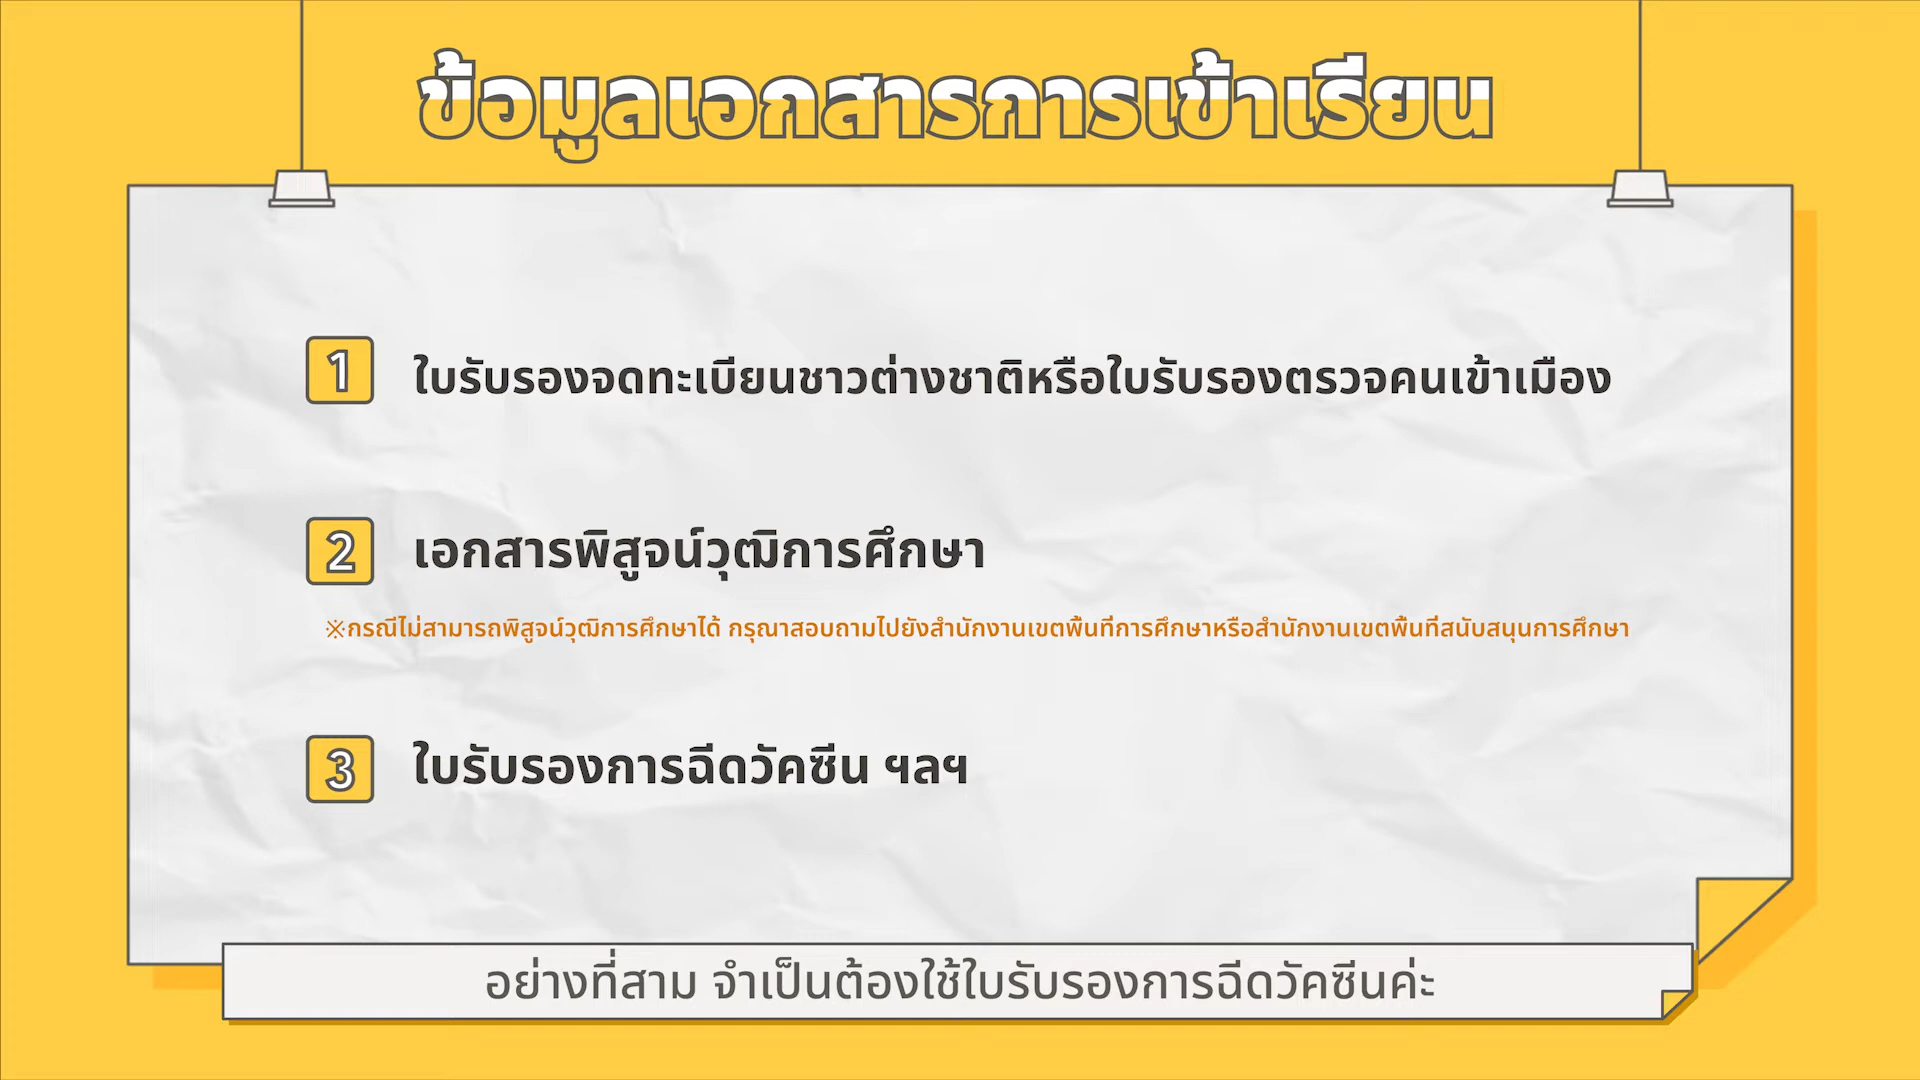 ข้อมูลเอกสารการเข้าเรียน
1 ใบรับรองจดทะเบียนชาวต่างชาติหรือใบรับรองตรวจคนเข้าเมือง
2 เอกสารพิสูจน์วุฒิการศึกษา
※กรณีไม่สามารถพิสูจน์วุฒิการศึกษาได้ กรุณาสอบถามไปยังสำนักงานเขตพื้นที่การศึกษาหรือสำนักงานเขตพื้นที่สนับสนุนการศึกษา
3 ใบรับรองการฉีดวัคซีน ฯลฯ
อย่างที่สาม จำเป็นต้องใช้ใบรับรองการฉีดวัคซีนค่ะ